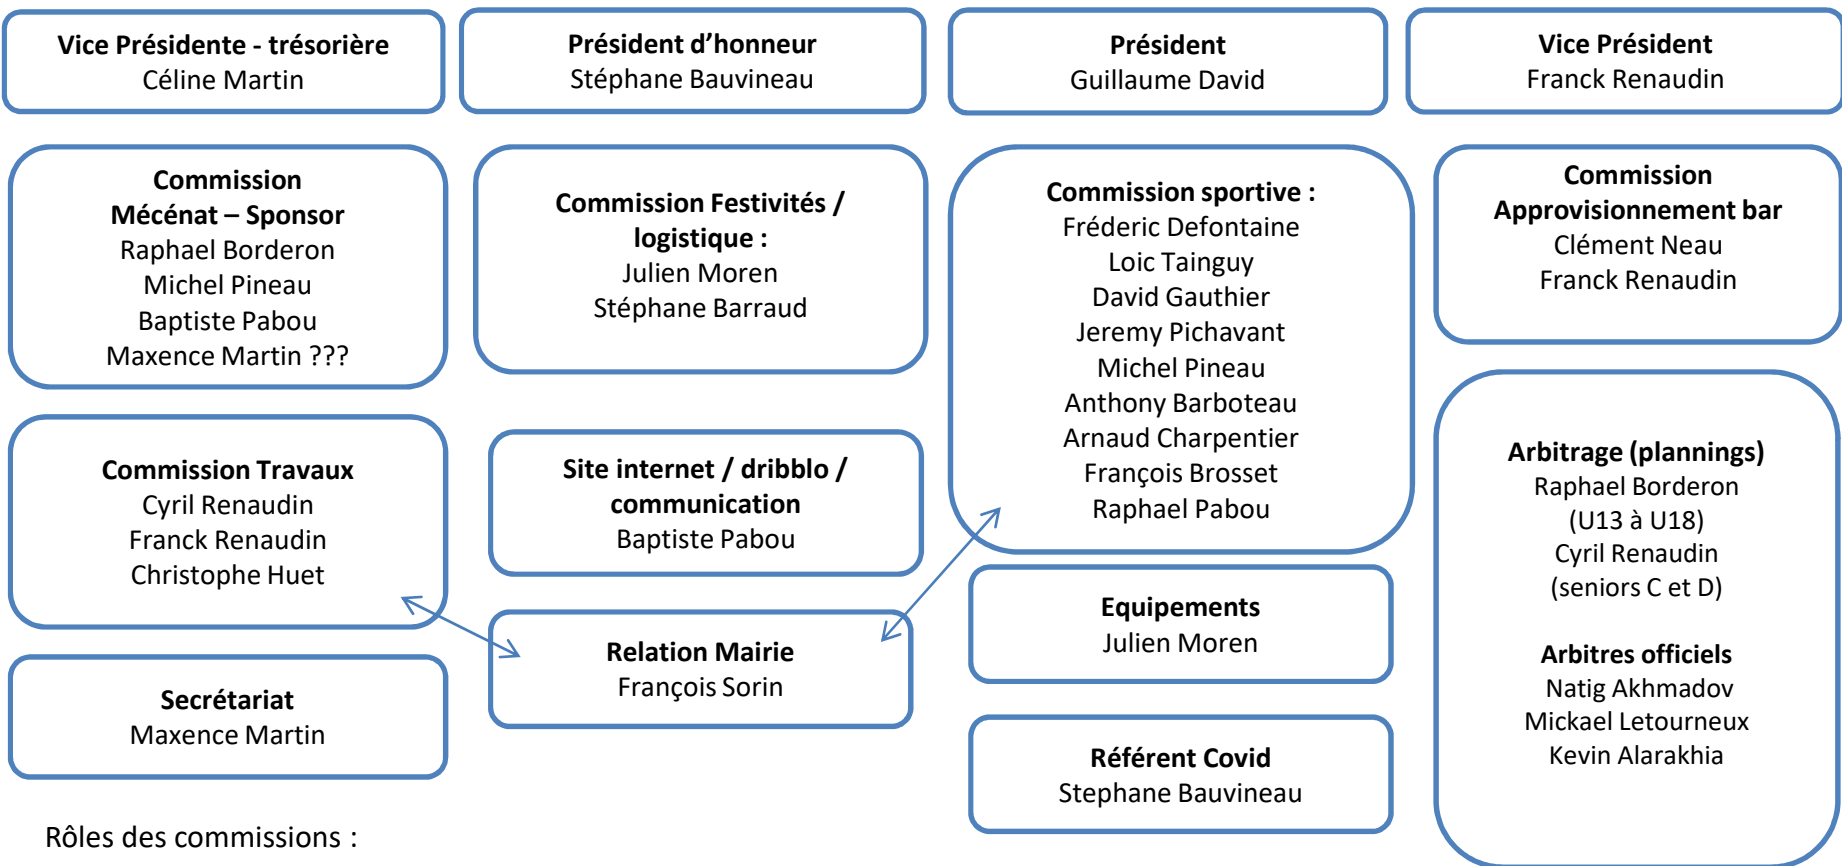 Vice Présidente - trésorière
Céline Martin
Président d’honneur
Stéphane Bauvineau
Président
Guillaume David
Vice Président
Franck Renaudin
Commission
Mécénat – Sponsor
Raphael Borderon
Michel Pineau
Baptiste Pabou
Maxence Martin ???
Commission Festivités /
logistique :
Julien Moren
Stéphane Barraud
Commission sportive :
Fréderic Defontaine
Loic Tainguy
David Gauthier
Jeremy Pichavant
Michel Pineau
Anthony Barboteau
Arnaud Charpentier
François Brosset
Raphael Pabou
Commission
Approvisionnement bar
Clément Neau
Franck Renaudin
Commission Travaux
Cyril Renaudin
Franck Renaudin
Christophe Huet
Site internet / dribblo /
communication
Baptiste Pabou
Arbitrage (plannings)
Raphael Borderon
(U13 à U18)
Cyril Renaudin
(seniors C et D)
Arbitres officiels
Natig Akhmadov
Mickael Letourneux
Kevin Alarakhia
Equipements
Julien Moren
Relation Mairie
François Sorin
Secrétariat
Maxence Martin
Référent Covid
Stephane Bauvineau
Rôles des commissions :